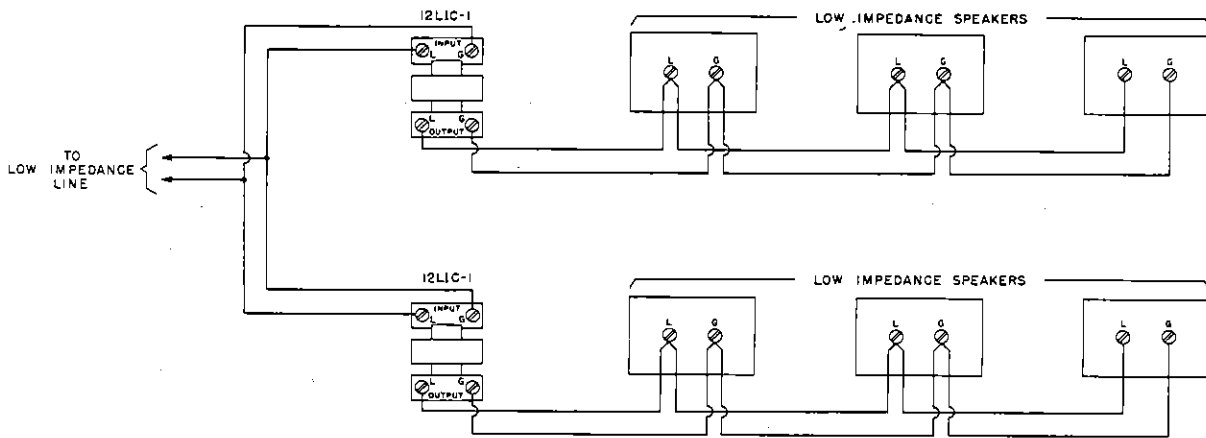 12L1C-1
LOW IMPEDANCE SPEAKERS
INPUT
L G
L G
OUTPUT
L G
L G
L G
TO
LOW IMPEDANCE
LINE
12L1C-1
LOW IMPEDANCE SPEAKERS
INPUT
L G
L G
OUTPUT
L G
L G
L G